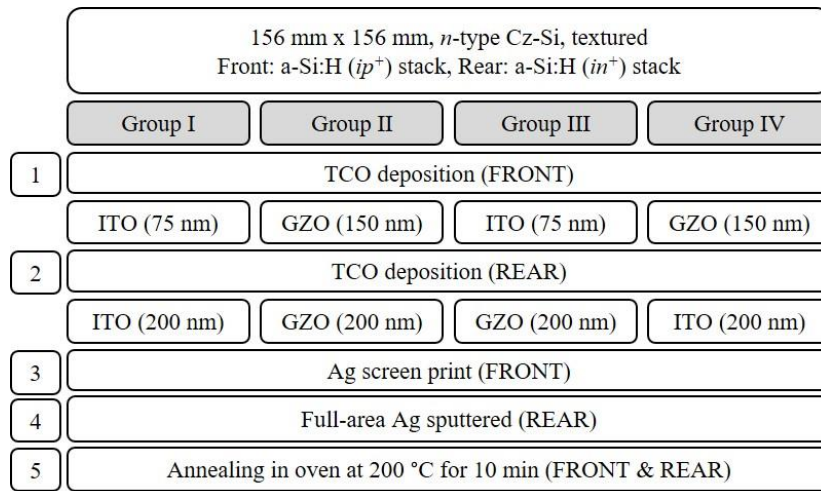 156 mm x 156 mm, n-type Cz-Si, textured
Front: a-Si:H (ip⁺) stack, Rear: a-Si:H (in⁺) stack
Group I Group II Group III Group IV
1 TCO deposition (FRONT)
ITO (75 nm) GZO (150 nm) ITO (75 nm) GZO (150 nm)
2 TCO deposition (REAR)
ITO (200 nm) GZO (200 nm) GZO (200 nm) ITO (200 nm)
3 Ag screen print (FRONT)
4 Full-area Ag sputtered (REAR)
5 Annealing in oven at 200 °C for 10 min (FRONT & REAR)